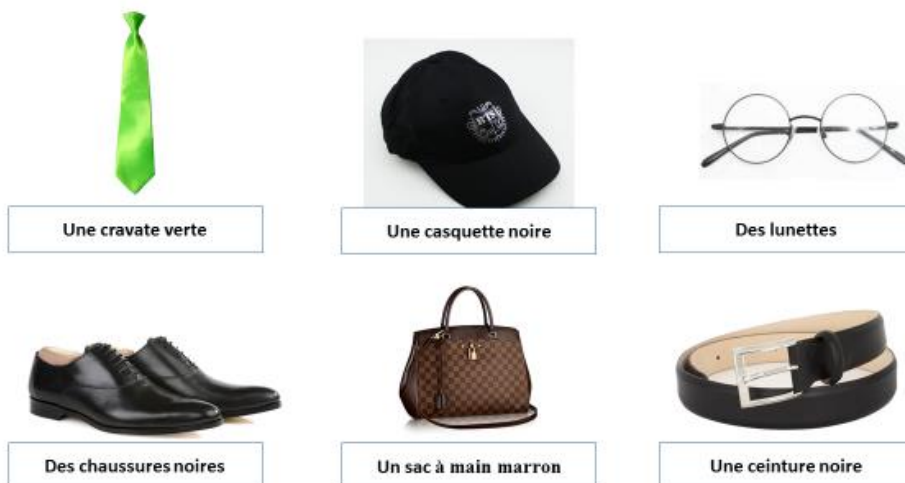 Une cravate verte
Une casquette noire
Des lunettes
Des chaussures noires
Un sac à main marron
Une ceinture noire